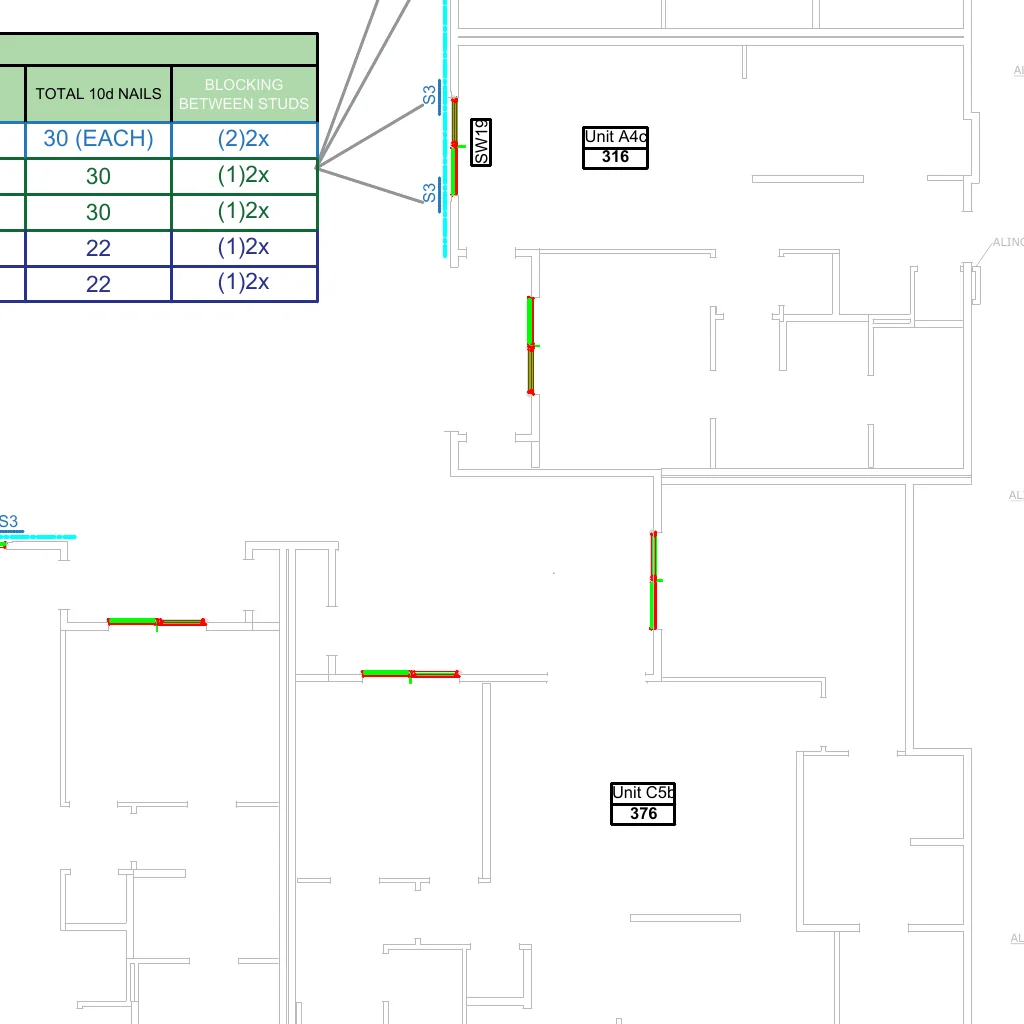 TOTAL 10d NAILS
BLOCKING
BETWEEN STUDS
30 (EACH)
(2)2x
30
(1)2x
30
(1)2x
22
(1)2x
22
(1)2x
S3
S3
SW19
Unit A4c
316
S3
Unit C5b
376